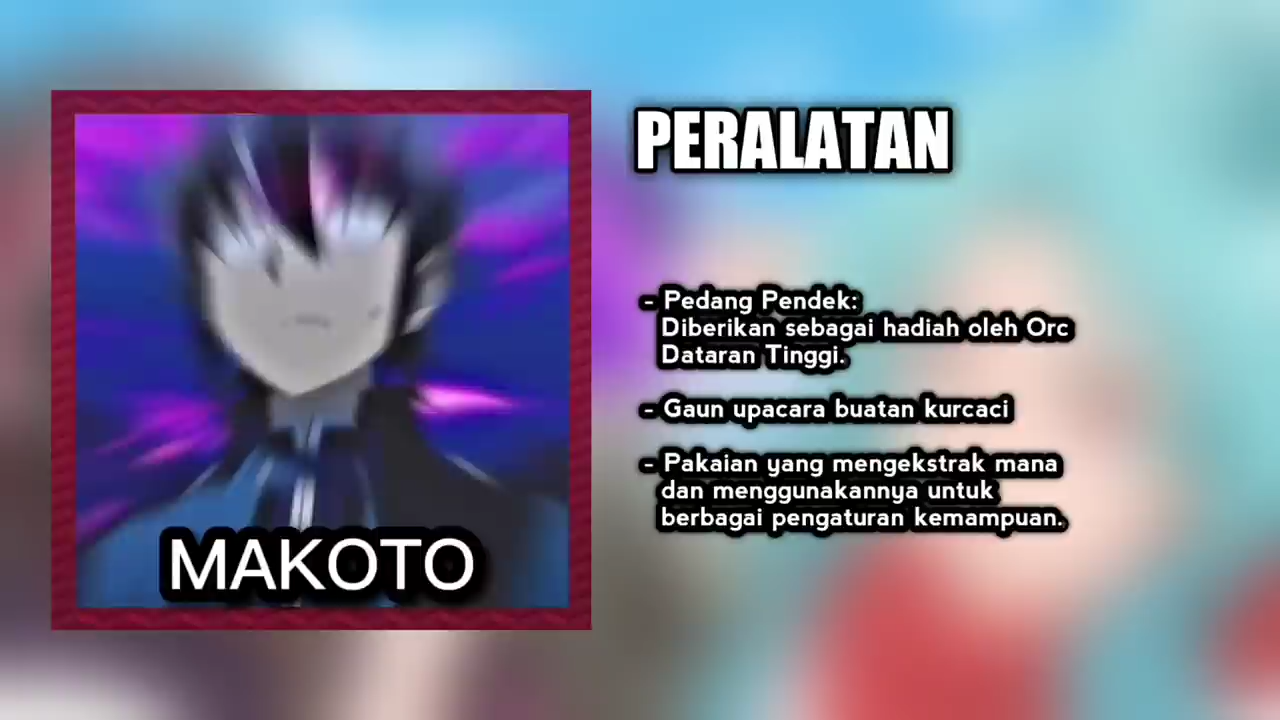 PERALATAN
- Pedang Pendek:
Diberikan sebagai hadiah oleh Orc
Dataran Tinggi.
- Gaun upacara buatan kurcaci
- Pakaian yang mengekstrak mana
dan menggunakannya untuk
berbagai pengaturan kemampuan.
MAKOTO